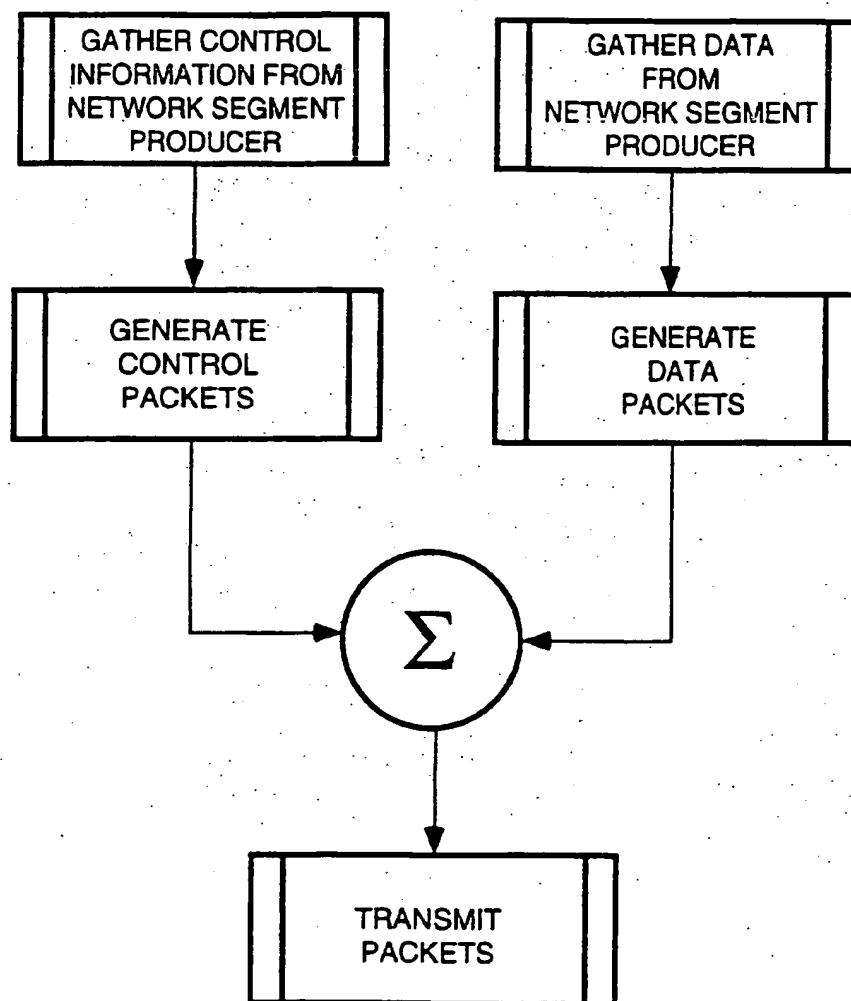 GATHER CONTROL
INFORMATION FROM
NETWORK SEGMENT
PRODUCER
GATHER DATA
FROM
NETWORK SEGMENT
PRODUCER
GENERATE
CONTROL
PACKETS
GENERATE
DATA
PACKETS
Σ
TRANSMIT
PACKETS